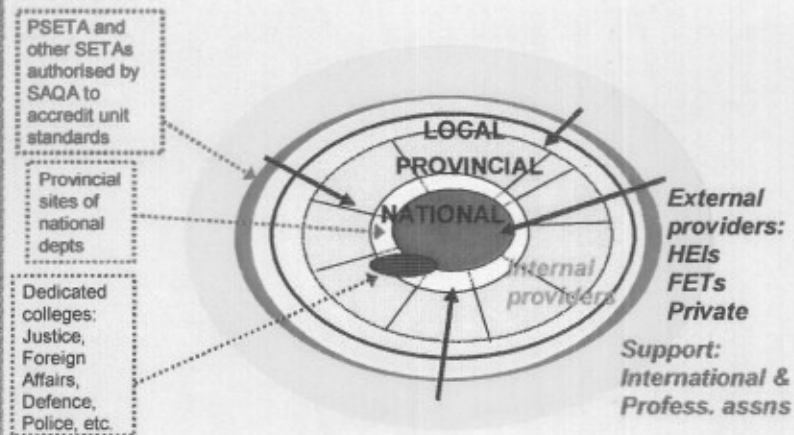 PSETA and
other SETAs
authorised by
SAQA to
accredit unit
standards
Provincial
sites of
national
depts
Dedicated
colleges:
Justice,
Foreign
Affairs,
Defence,
Police, etc.
LOCAL
PROVINCIAL
NATIONAL
Internal
providers
External
providers:
HEIs
FETs
Private
Support:
International &
Profess. assns